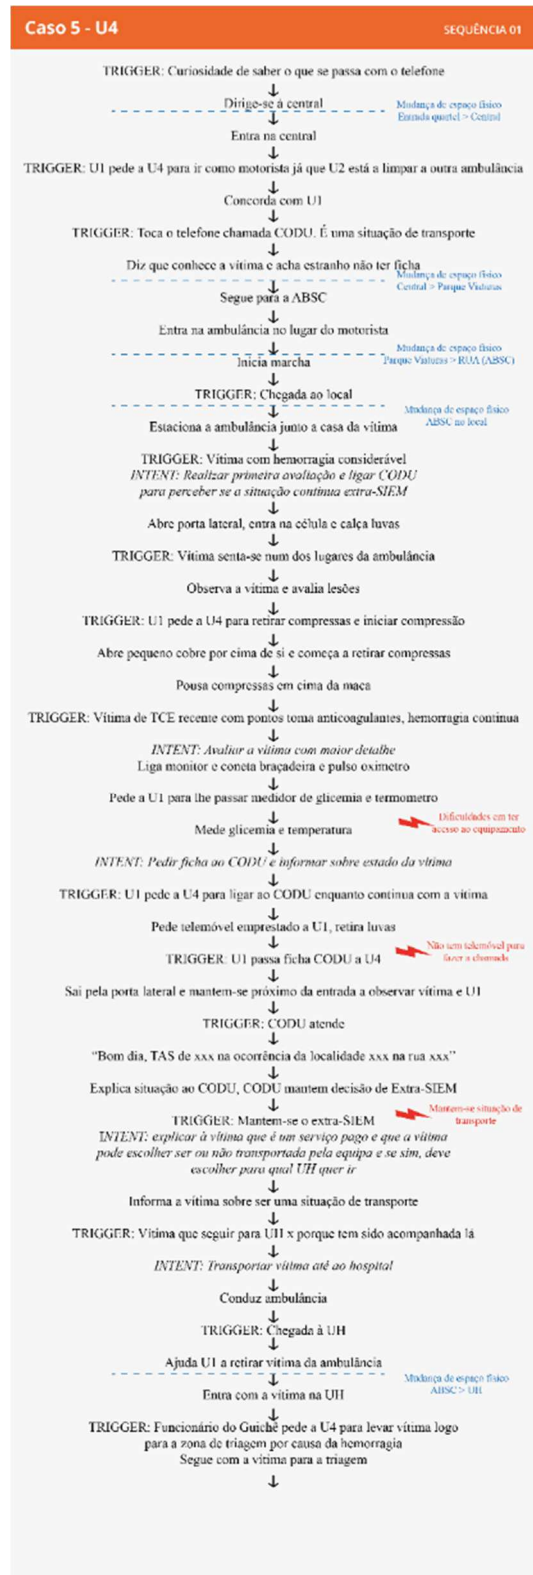 Caso 5 - U4
SEQUÊNCIA 01
TRIGGER: Curiosidade de saber o que se passa com o telefone
Dirige-se à central
Mudança de espaço físico
Entrada quartel > Central
Entra na central
TRIGGER: U1 pede a U4 para ir como motorista já que U2 está a limpar a outra ambulância
Concorda com U1
TRIGGER: Toca o telefone chamada CODU. É uma situação de transporte
Diz que conhece a vítima e acha estranho não ter ficha
Mudança de espaço físico
Central > Parque Viaturas
Segue para a ABSC
Entra na ambulância no lugar do motorista
Mudança de espaço físico
Parque Viaturas > RUA (ABSC)
Inicia marcha
TRIGGER: Chegada ao local
Mudança de espaço físico
ABSC no local
Estaciona a ambulância junto a casa da vítima
TRIGGER: Vítima com hemorragia considerável
INTENT: Realizar primeira avaliação e ligar CODU
para perceber se a situação continua extra-SIEM
Abre porta lateral, entra na célula e calça luvas
TRIGGER: Vítima senta-se num dos lugares da ambulância
Observa a vítima e avalia lesões
TRIGGER: U1 pede a U4 para retirar compressas e iniciar compressão
Abre pequeno cobre por cima de si e começa a retirar compressas
Pousa compressas em cima da maca
TRIGGER: Vítima de TCE recente com pontos toma anticoagulantes, hemorragia continua
INTENT: Avaliar a vítima com maior detalhe
Liga monitor e coneta braçadeira e pulso oximetro
Pede a U1 para lhe passar medidor de glicemia e termometro
Dificuldades em ter
acesso ao equipamento
Mede glicemia e temperatura
INTENT: Pedir ficha ao CODU e informar sobre estado da vítima
TRIGGER: U1 pede a U4 para ligar ao CODU enquanto continua com a vítima
Pede telemóvel emprestado a U1, retira luvas
Não tem telemóvel para
fazer a chamada
TRIGGER: U1 passa ficha CODU a U4
Sai pela porta lateral e mantem-se próximo da entrada a observar vítima e U1
TRIGGER: CODU atende
“Bom dia, TAS de xxx na ocorrência da localidade xxx na rua xxx”
Explica situação ao CODU, CODU mantem decisão de Extra-SIEM
Mantem-se situação de
transporte
TRIGGER: Mantem-se o extra-SIEM
INTENT: explicar à vítima que é um serviço pago e que a vítima
pode escolher ser ou não transportada pela equipa e se sim, deve
escolher para qual UH quer ir
Informa a vítima sobre ser uma situação de transporte
TRIGGER: Vítima que seguir para UH x porque tem sido acompanhada lá
INTENT: Transportar vítima até ao hospital
Conduz ambulância
TRIGGER: Chegada à UH
Ajuda U1 a retirar vítima da ambulância
Mudança de espaço físico
ABSC > UH
Entra com a vítima na UH
TRIGGER: Funcionário do Guichê pede a U4 para levar vítima logo
para a zona de triagem por causa da hemorragia
Segue com a vítima para a triagem